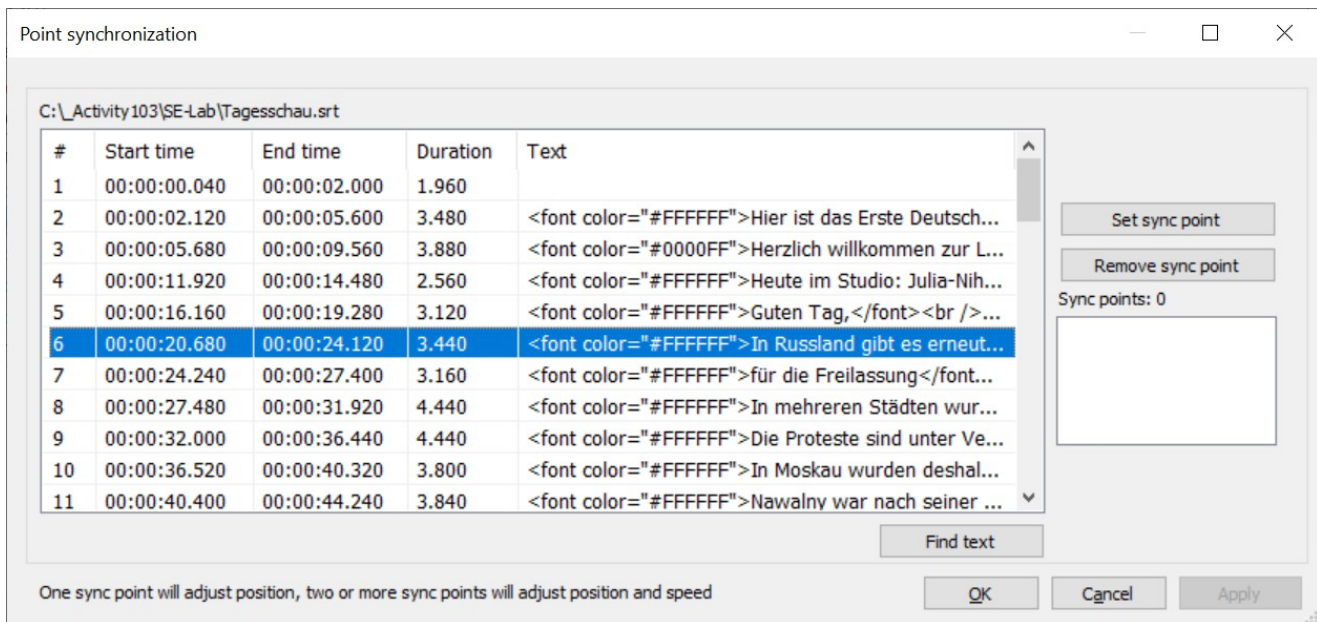 Point synchronization
C:\_Activity103\SE-Lab\Tagesschau.srt
# Start time End time Duration Text
1 00:00:00.040 00:00:02.000 1.960
2 00:00:02.120 00:00:05.600 3.480 <font color="#FFFFFF">Hier ist das Erste Deutsch...
3 00:00:05.680 00:00:09.560 3.880 <font color="#0000FF">Herzlich willkommen zur L...
4 00:00:11.920 00:00:14.480 2.560 <font color="#FFFFFF">Heute im Studio: Julia-Nih...
5 00:00:16.160 00:00:19.280 3.120 <font color="#FFFFFF">Guten Tag,</font><br />...
6 00:00:20.680 00:00:24.120 3.440 <font color="#FFFFFF">In Russland gibt es erneut...
7 00:00:24.240 00:00:27.400 3.160 <font color="#FFFFFF">für die Freilassung</font...
8 00:00:27.480 00:00:31.920 4.440 <font color="#FFFFFF">In mehreren Städten wur...
9 00:00:32.000 00:00:36.440 4.440 <font color="#FFFFFF">Die Proteste sind unter Ve...
10 00:00:36.520 00:00:40.320 3.800 <font color="#FFFFFF">In Moskau wurden deshal...
11 00:00:40.400 00:00:44.240 3.840 <font color="#FFFFFF">Nawalny war nach seiner ...
Set sync point
Remove sync point
Sync points: 0
Find text
One sync point will adjust position, two or more sync points will adjust position and speed
OK Cancel Apply